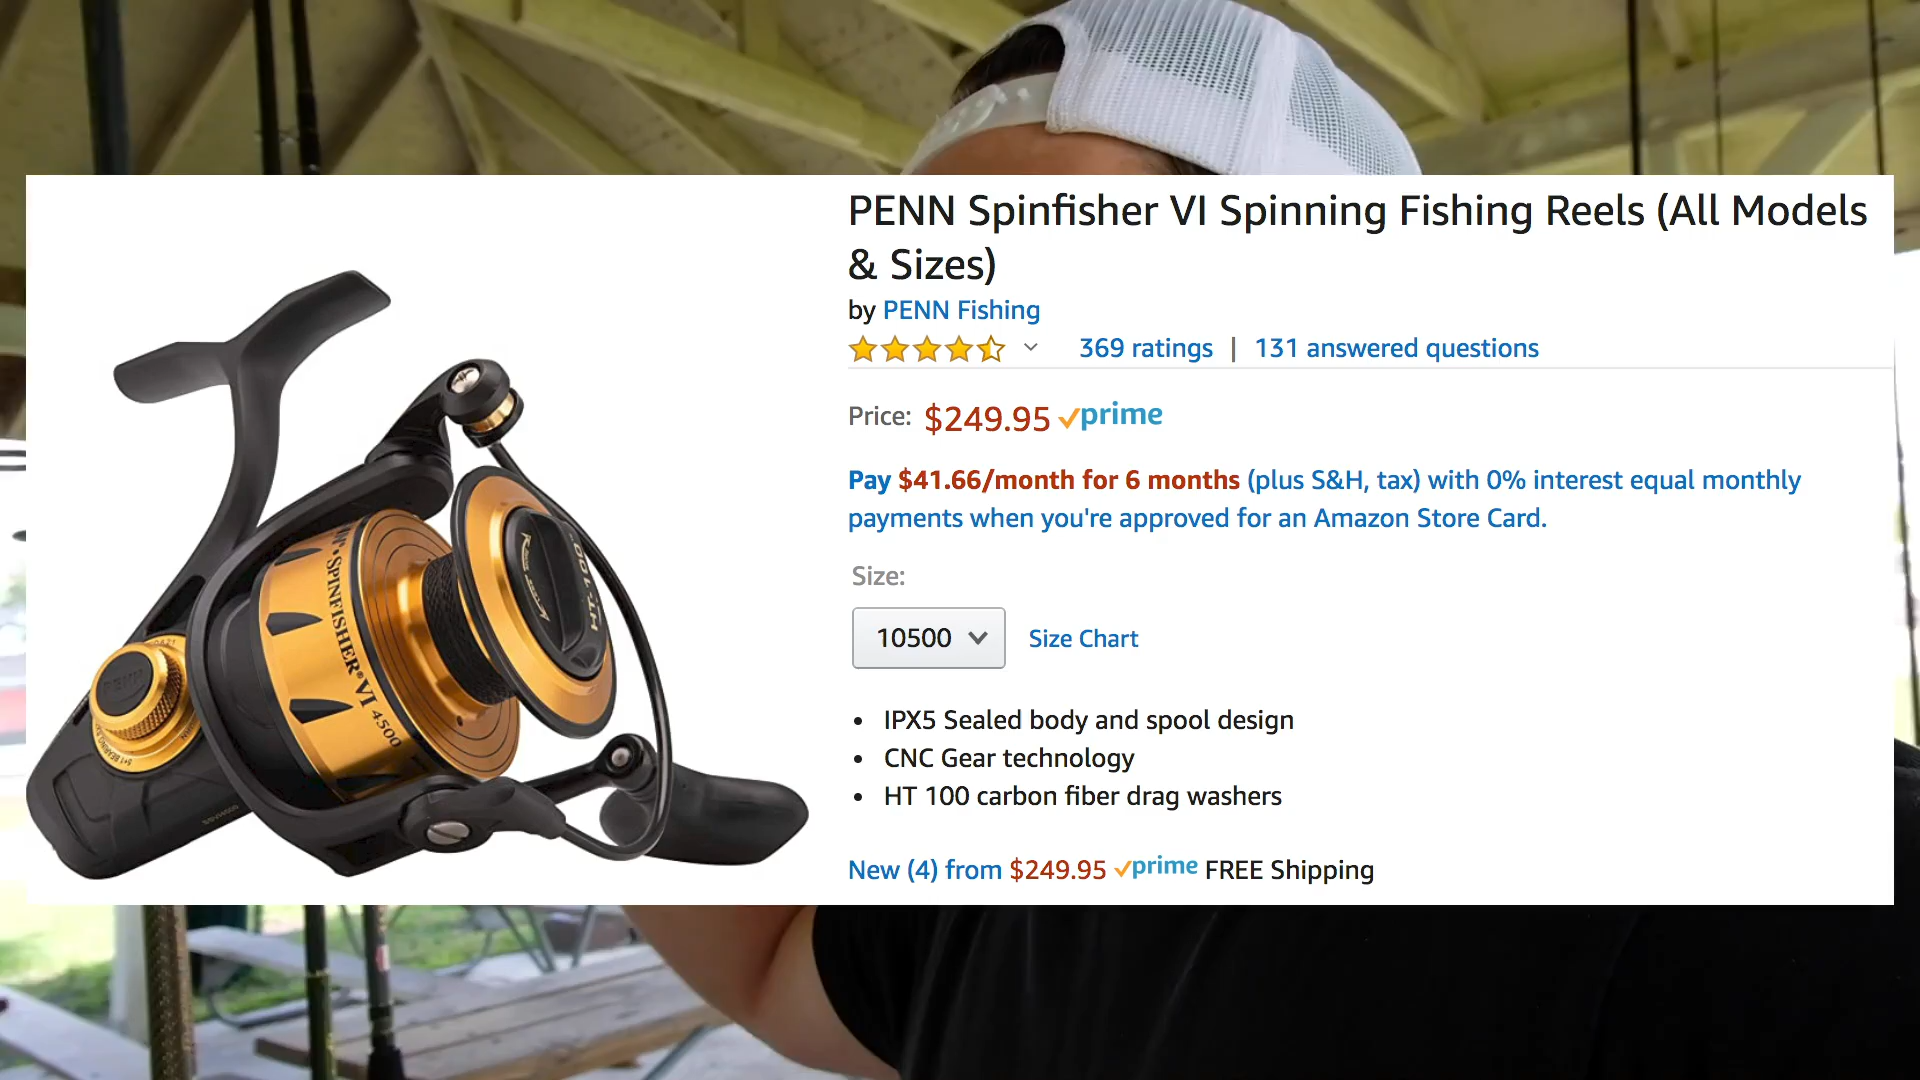 PENN Spinfisher VI Spinning Fishing Reels (All Models
& Sizes)
by PENN Fishing
369 ratings | 131 answered questions
Price: $249.95 prime
Pay $41.66/month for 6 months (plus S&H, tax) with 0% interest equal monthly
payments when you're approved for an Amazon Store Card.
Size:
10500 Size Chart
• IPX5 Sealed body and spool design
• CNC Gear technology
• HT 100 carbon fiber drag washers
New (4) from $249.95 prime FREE Shipping
SPINFISHER® VI 4500
HT-100
PENN